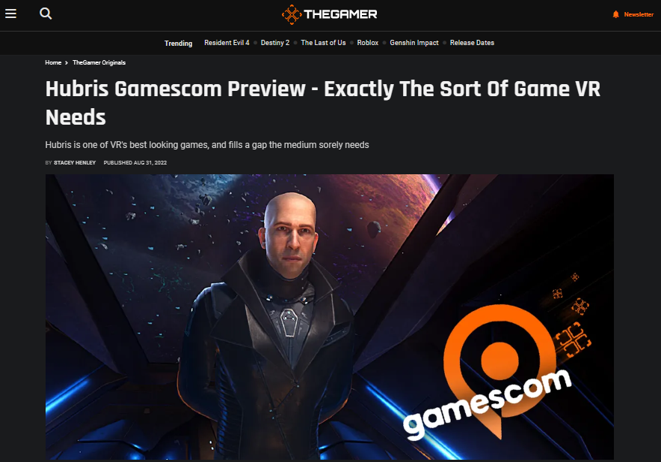 THEGAMER
Newsletter
Trending Resident Evil 4 Destiny 2 The Last of Us Roblox Genshin Impact Release Dates
Home > TheGamer Originals
Hubris Gamescom Preview - Exactly The Sort Of Game VR
Needs
Hubris is one of VR's best looking games, and fills a gap the medium sorely needs
BY STACEY HENLEY PUBLISHED AUG 31, 2022
gamescom